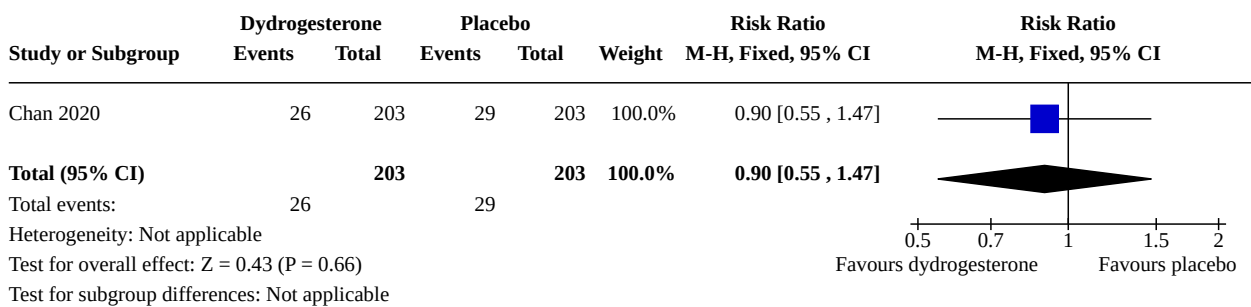 Dydrogesterone Placebo Risk Ratio Risk Ratio
Study or Subgroup Events Total Events Total Weight M-H, Fixed, 95% CI M-H, Fixed, 95% CI
Chan 2020 26 203 29 203 100.0% 0.90 [0.55 , 1.47]
Total (95% CI) 203 203 100.0% 0.90 [0.55 , 1.47]
Total events: 26 29
Heterogeneity: Not applicable
0.5 0.7 1 1.5 2
Test for overall effect: Z = 0.43 (P = 0.66) Favours dydrogesterone Favours placebo
Test for subgroup differences: Not applicable